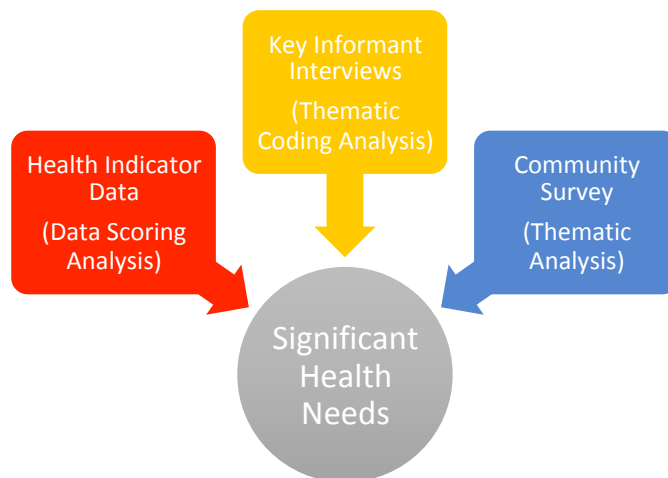 Key Informant
Interviews
(Thematic
Coding Analysis)
Health Indicator
Data
(Data Scoring
Analysis)
Community
Survey
(Thematic
Analysis)
Significant
Health
Needs